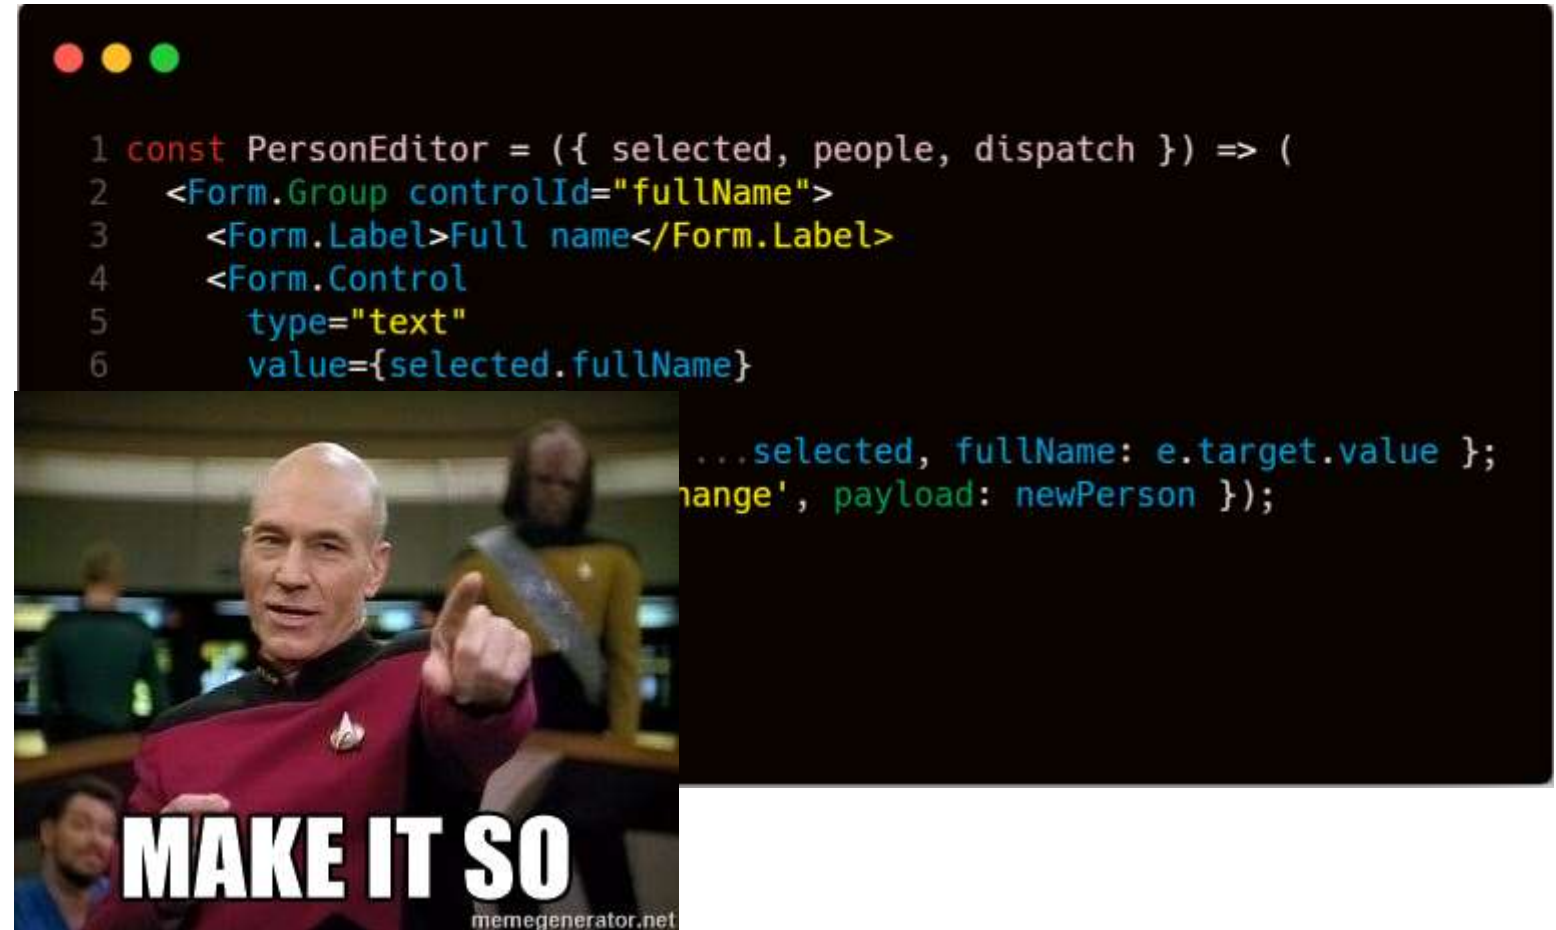 1 const PersonEditor = ({ selected, people, dispatch }) => (
2 <Form.Group controlId="fullName">
3 <Form.Label>Full name</Form.Label>
4 <Form.Control
5 type="text"
6 value={selected.fullName}
...selected, fullName: e.target.value };
hange', payload: newPerson });
MAKE IT SO
memegenerator.net